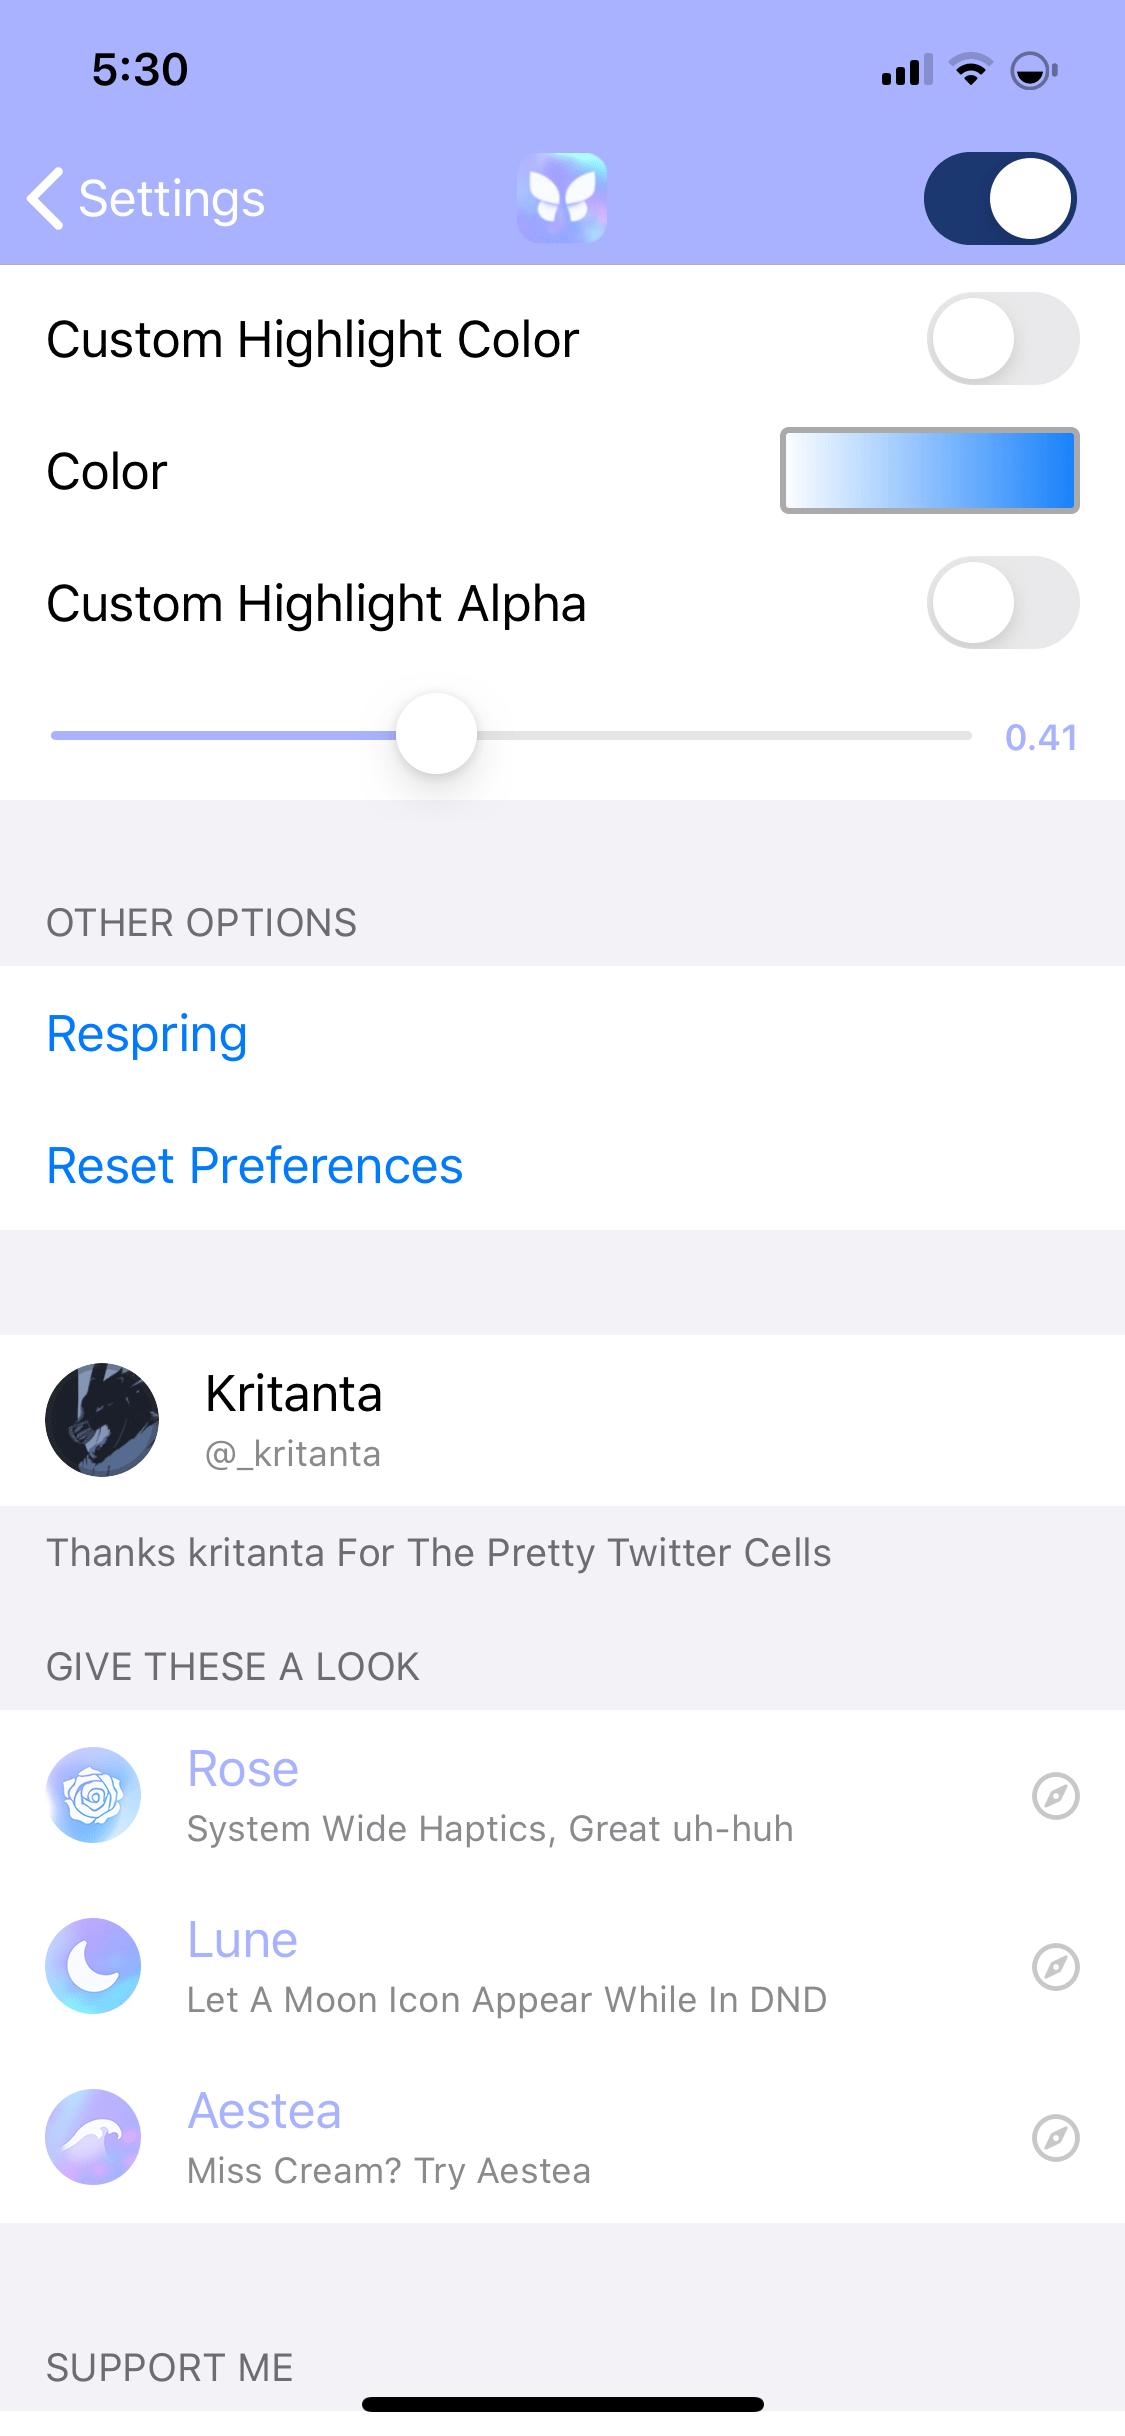 5:30
Settings
Custom Highlight Color
Color
Custom Highlight Alpha
0.41
OTHER OPTIONS
Respring
Reset Preferences
Kritanta
@_kritanta
Thanks kritanta For The Pretty Twitter Cells
GIVE THESE A LOOK
Rose
System Wide Haptics, Great uh-huh
Lune
Let A Moon Icon Appear While In DND
Aestea
Miss Cream? Try Aestea
SUPPORT ME